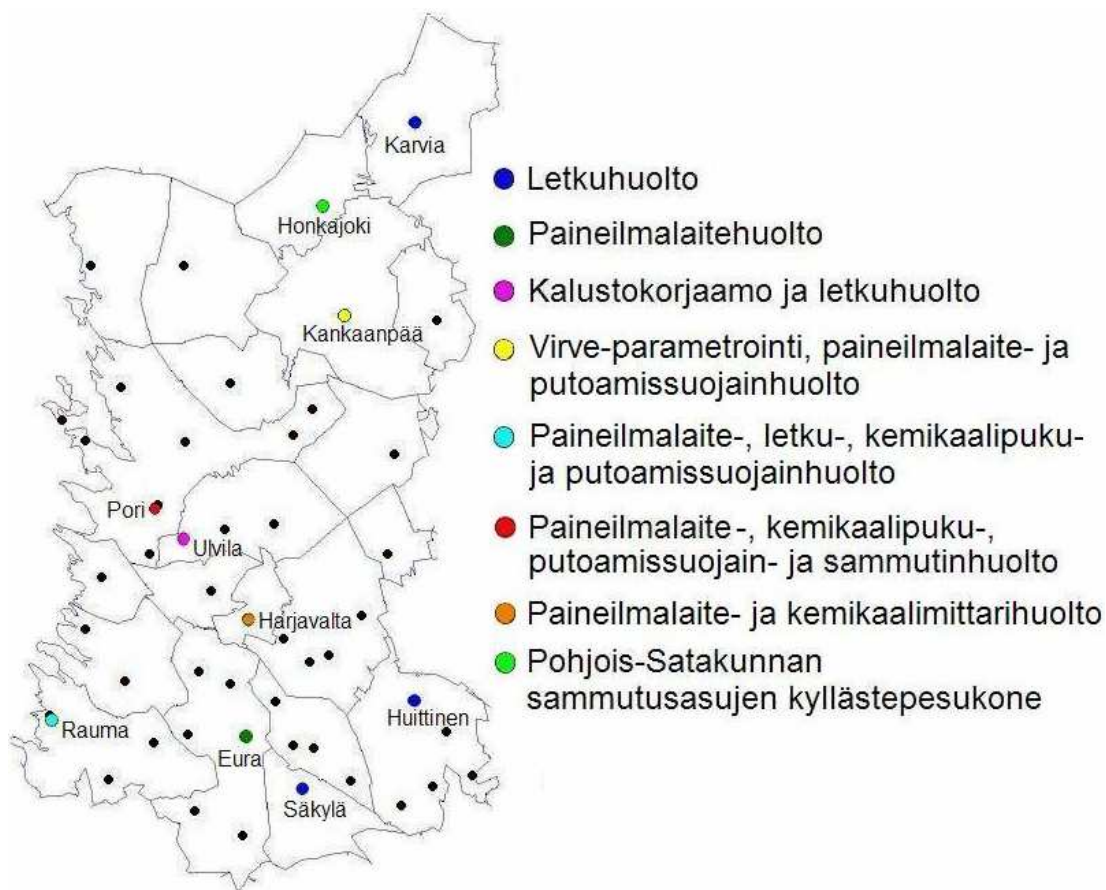 Karvia
Honkajoki
Kankaanpää
Pori
Ulvila
Harjavalta
Rauma
Huittinen
Eura
Säkylä
Letkuhuolto
Paineilmalaitehuolto
Kalustokorjaamo ja letkuhuolto
Virve-parametrointi, paineilmalaite- ja
putoamissuojainhuolto
Paineilmalaite-, letku-, kemikaalipuku-
ja putoamissuojainhuolto
Paineilmalaite-, kemikaalipuku-,
putoamissuojain- ja sammutinhuolto
Paineilmalaite- ja kemikaalimittarihuolto
Pohjois-Satakunnan
sammutusasujen kyllästepesukone